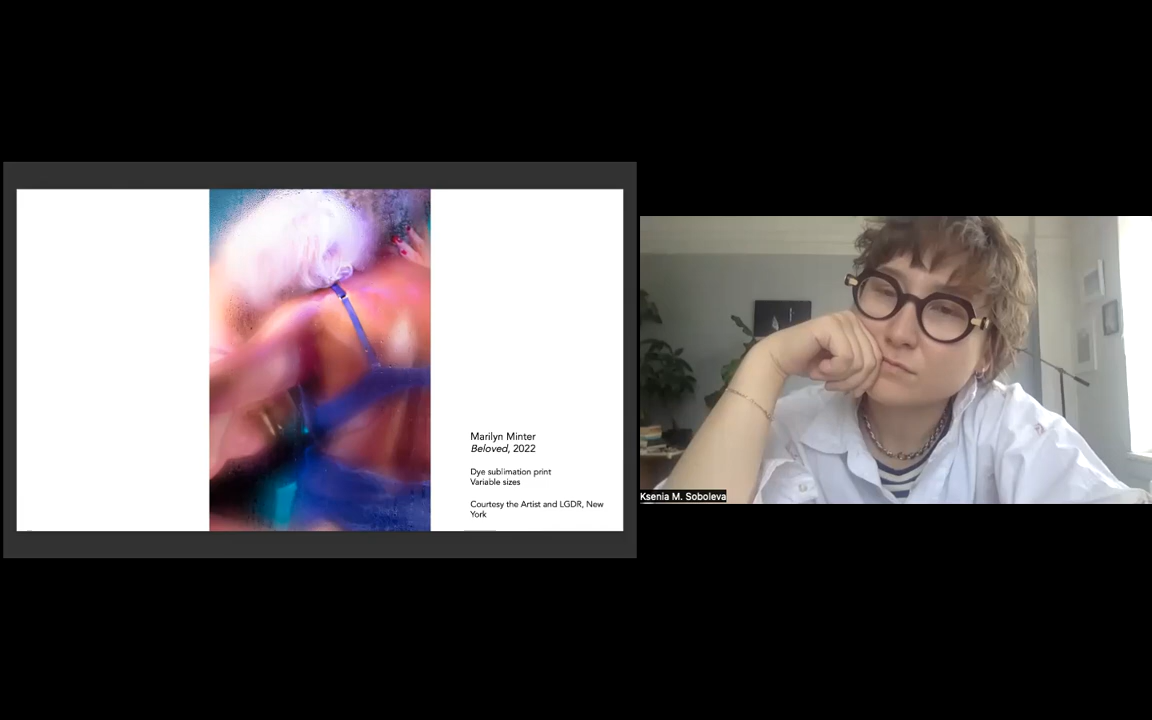 Marilyn Minter
Beloved, 2022
Dye sublimation print
Variable sizes
Courtesy the Artist and LGDR, New
York
Ksenia M. Soboleva